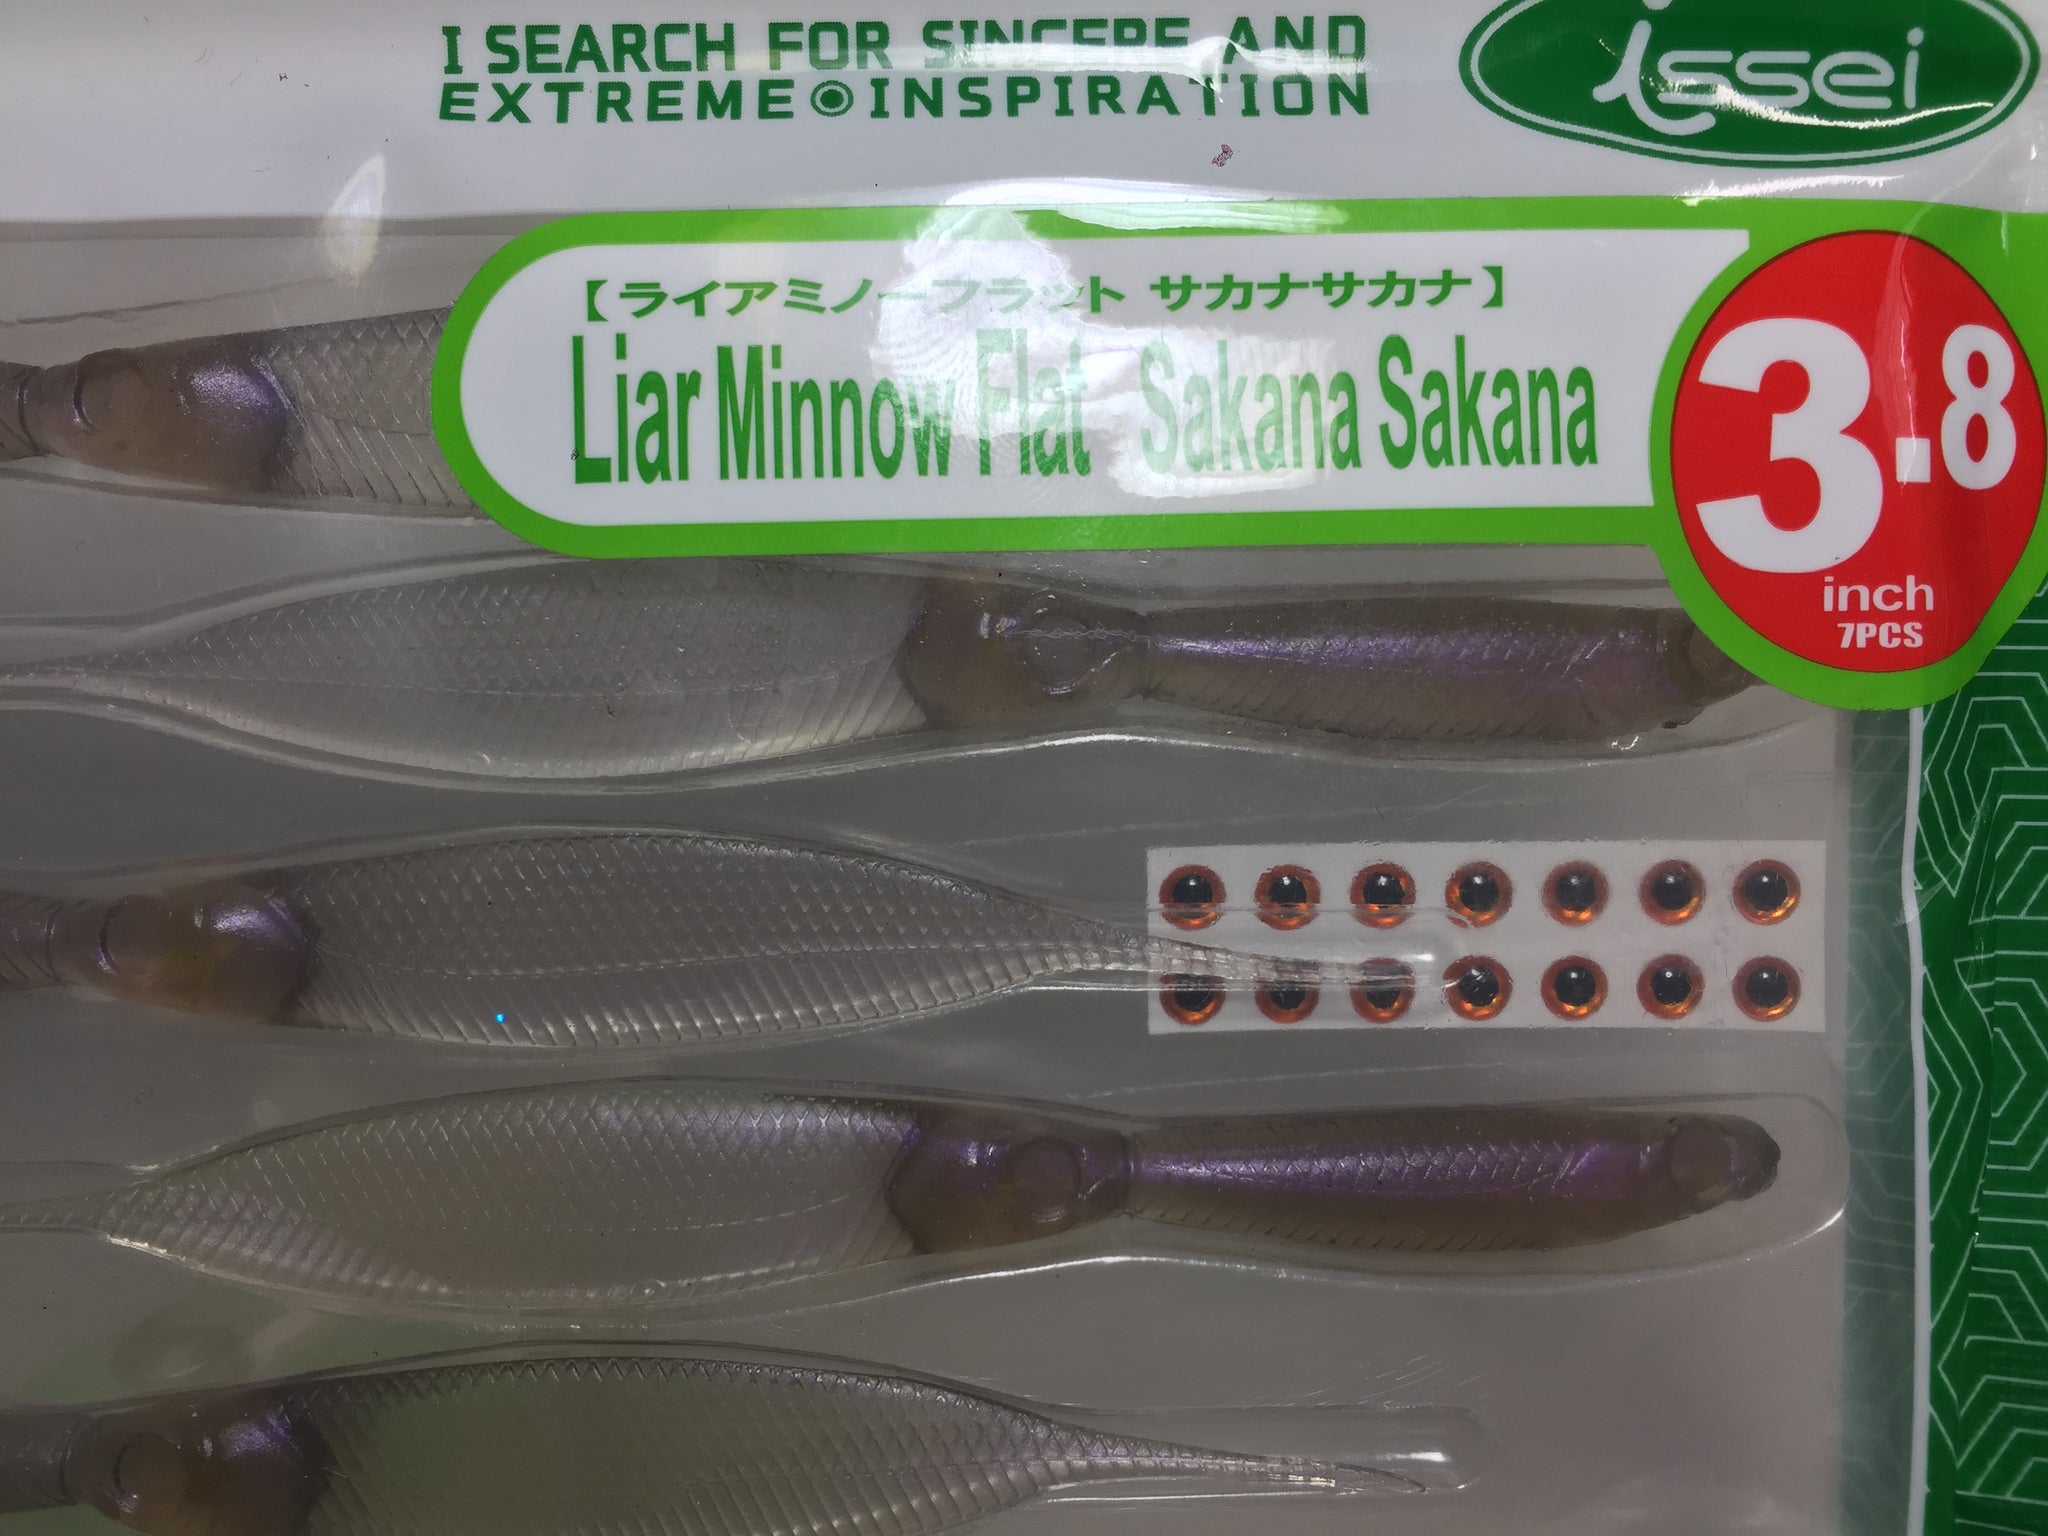 I SEARCH FOR SINCERE AND
EXTREME INSPIRATION
issei
【ライアミノーフラット サカナサカナ】
Liar Minnow Flat Sakana Sakana
3.8
inch
7PCS